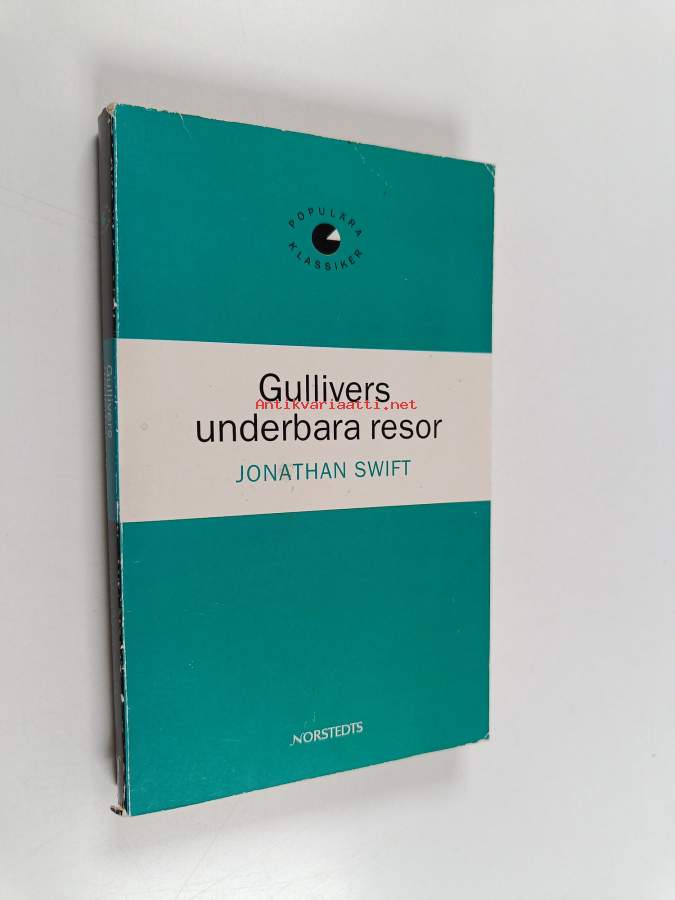 POPULÄRA
KLASSIKER
Gullivers
Antikvariaatti.net
underbara resor
JONATHAN SWIFT
NORSTEDTS
Gullivers